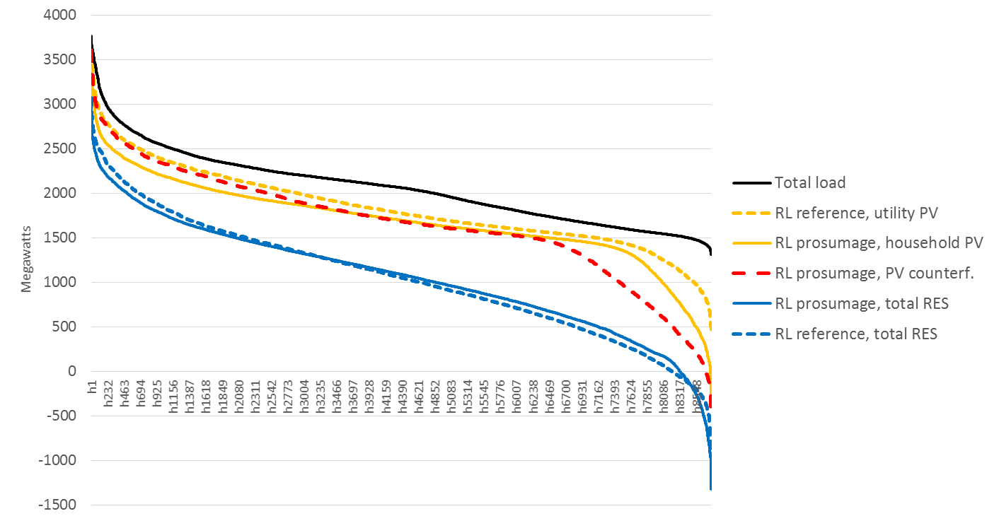 4000
3500
3000
2500
2000
1500
1000
500
0
-500
-1000
-1500
Megawatts
h1
h232
h463
h694
h925
h1156
h1387
h1618
h1849
h2080
h2311
h2542
h2773
h3004
h3235
h3466
h3697
h3928
h4159
h4390
h4621
h4852
h5083
h5314
h5545
h5776
h6007
h6238
h6469
h6700
h6931
h7162
h7393
h7624
h7855
h8086
h8317
h8548
Total load
RL reference, utility PV
RL prosumage, household PV
RL prosumage, PV counterf.
RL prosumage, total RES
RL reference, total RES